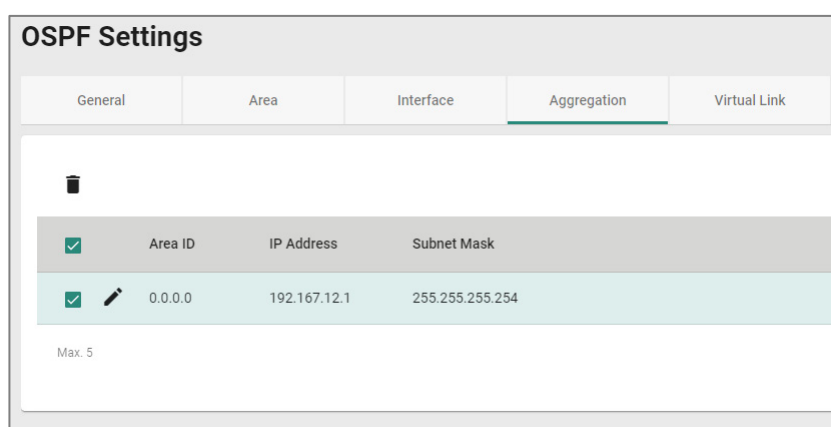 OSPF Settings
General Area Interface Aggregation Virtual Link
Area ID IP Address Subnet Mask
0.0.0.0 192.167.12.1 255.255.255.254
Max. 5